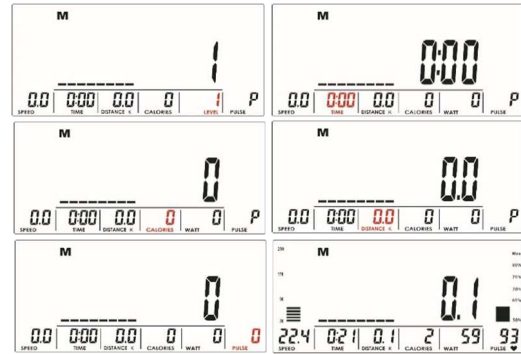 M
1
0.0 0:00 0.0 0 1 P
SPEED TIME DISTANCE K CALORIES LEVEL PULSE
M
0:00
0.0 0:00 0.0 0 0 P
SPEED TIME DISTANCE K CALORIES WATT PULSE
M
0
0.0 0:00 0.0 0 0 P
SPEED TIME DISTANCE K CALORIES WATT PULSE
M
0.0
0.0 0:00 0.0 0 0 P
SPEED TIME DISTANCE K CALORIES WATT PULSE
M
0
0.0 0:00 0.0 0 0 0
SPEED TIME DISTANCE K CALORIES WATT PULSE
M
0.1
22.4 0:21 0.1 2 59 93
SPEED TIME DISTANCE K CALORIES WATT PULSE